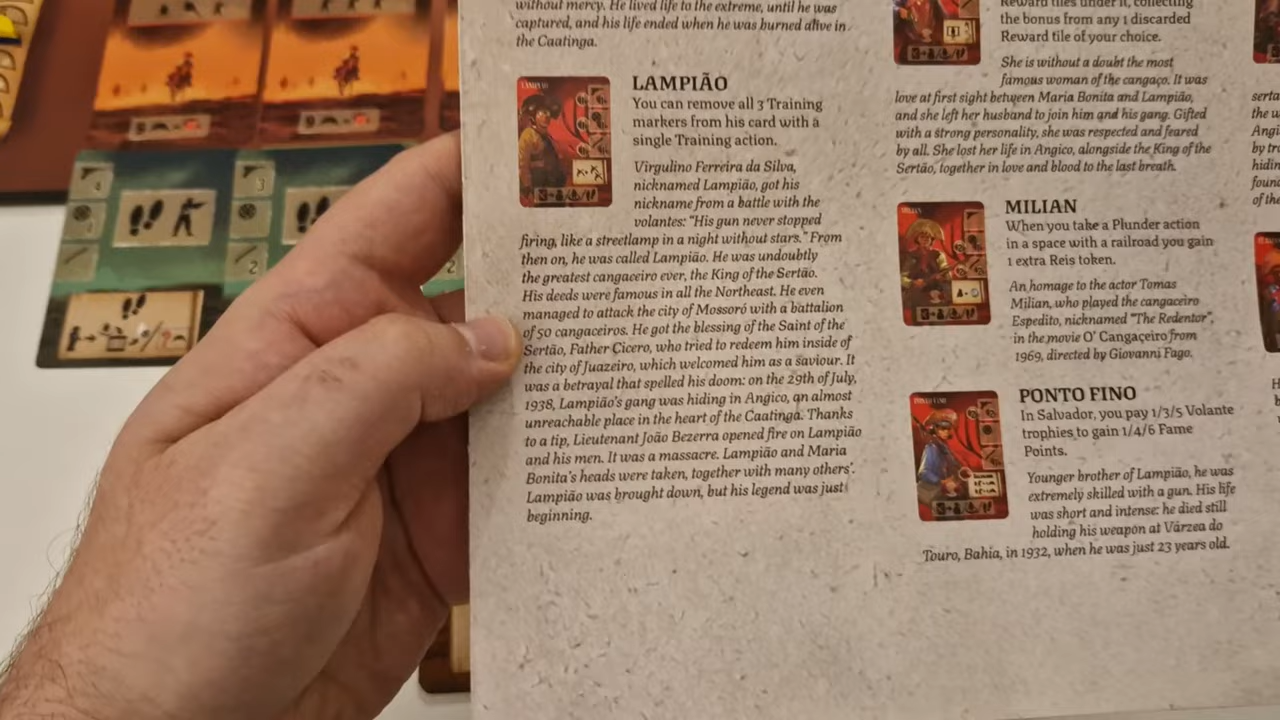 without mercy. He lived life to the extreme, until he was
captured, and his life ended when he was burned alive in
the Caatinga.
LAMPIÃO
You can remove all 3 Training
markers from his card with a
single Training action.
Virgulino Ferreira da Silva,
nicknamed Lampião, got his
nickname from a battle with the
volantes: “His gun never stopped
firing, like a streetlamp in a night without stars.” From
then on, he was called Lampião. He was undoubtly
the greatest cangaceiro ever, the King of the Sertão.
His deeds were famous in all the Northeast. He even
managed to attack the city of Mossoró with a battalion
of 50 cangaceiros. He got the blessing of the Saint of the
Sertão, Father Cicero, who tried to redeem him inside of
the city of Juazeiro, which welcomed him as a saviour. It
was a betrayal that spelled his doom: on the 29th of July,
1938, Lampião's gang was hiding in Angico, an almost
unreachable place in the heart of the Caatinga. Thanks
to a tip, Lieutenant João Bezerra opened fire on Lampião
and his men. It was a massacre. Lampião and Maria
Bonita's heads were taken, together with many others'.
Lampião was brought down, but his legend was just
beginning.
Reward tiles under it, collecting
the bonus from any 1 discarded
Reward tile of your choice.
She is without a doubt the most
famous woman of the cangaço. It was
love at first sight between Maria Bonita and Lampião,
and she left her husband to join him and his gang. Gifted
with a strong personality, she was respected and feared
by all. She lost her life in Angico, alongside the King of the
Sertão, together in love and blood to the last breath.
MILIAN
When you take a Plunder action
in a space with a railroad you gain
1 extra Reis token.
An homage to the actor Tomas
Milian, who played the cangaceiro
Espedito, nicknamed “The Redentor”,
in the movie O' Cangaçeiro from
1969, directed by Giovanni Fago.
PONTO FINO
In Salvador, you pay 1/3/5 Volante
trophies to gain 1/4/6 Fame
Points.
Younger brother of Lampião, he was
extremely skilled with a gun. His life
was short and intense: he died still
holding his weapon at Várzea do
Touro, Bahia, in 1932, when he was just 23 years old.